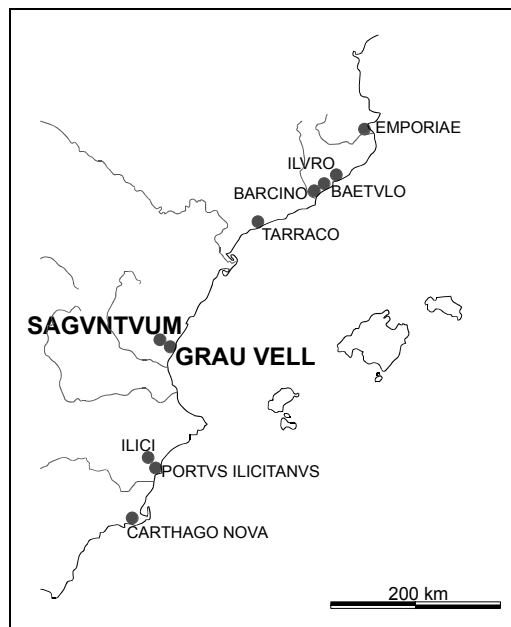 EMPORIAE
ILVRO
BARCINO
BAETVLO
TARRACO
SAGVNTVUM
GRAU VELL
ILICI
PORTVS ILICITANVS
CARTHAGO NOVA
200 km